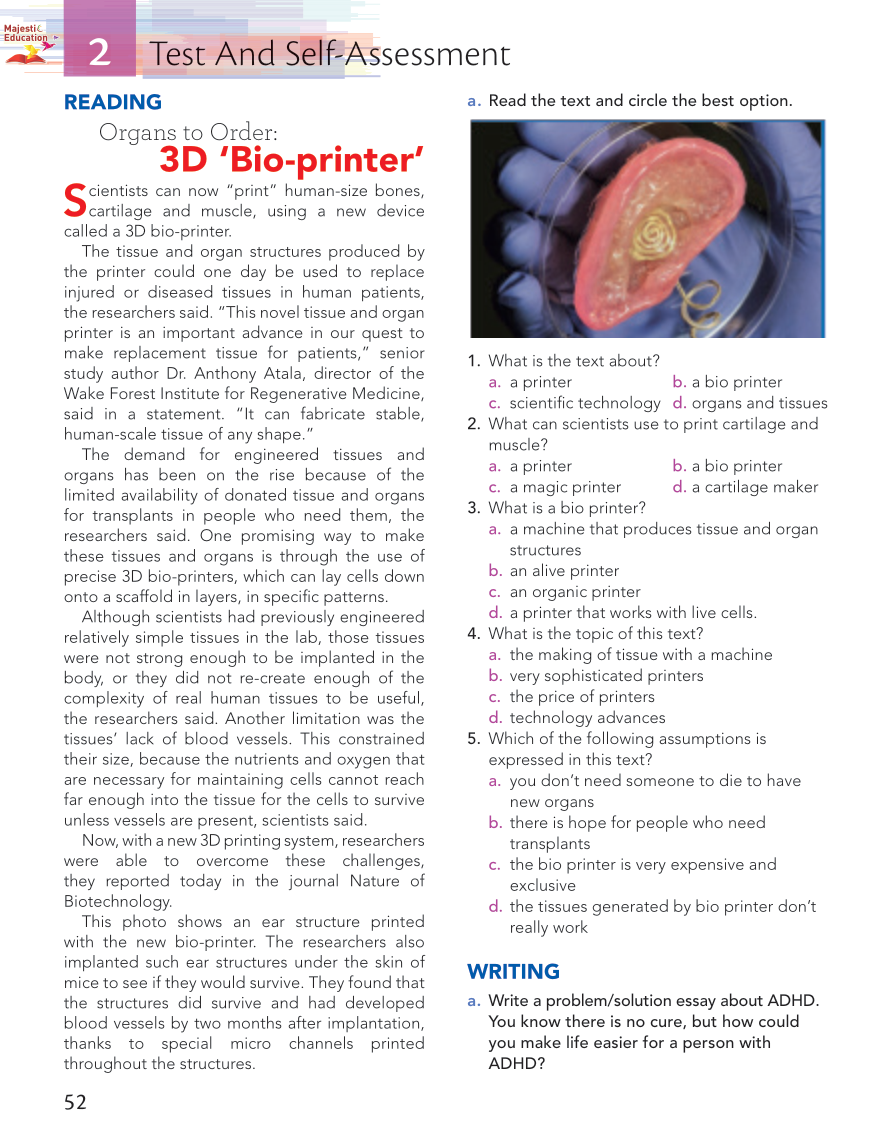 Majesti
Education
2
Test And Self-Assessment
READING
Organs to Order:
3D ‘Bio-printer‘
Scientists can now “print” human-size bones,
cartilage and muscle, using a new device
called a 3D bio-printer.
The tissue and organ structures produced by
the printer could one day be used to replace
injured or diseased tissues in human patients,
the researchers said. “This novel tissue and organ
printer is an important advance in our quest to
make replacement tissue for patients,” senior
study author Dr. Anthony Atala, director of the
Wake Forest Institute for Regenerative Medicine,
said in a statement. “It can fabricate stable,
human-scale tissue of any shape.”
The demand for engineered tissues and
organs has been on the rise because of the
limited availability of donated tissue and organs
for transplants in people who need them, the
researchers said. One promising way to make
these tissues and organs is through the use of
precise 3D bio-printers, which can lay cells down
onto a scaffold in layers, in specific patterns.
Although scientists had previously engineered
relatively simple tissues in the lab, those tissues
were not strong enough to be implanted in the
body, or they did not re-create enough of the
complexity of real human tissues to be useful,
the researchers said. Another limitation was the
tissues’ lack of blood vessels. This constrained
their size, because the nutrients and oxygen that
are necessary for maintaining cells cannot reach
far enough into the tissue for the cells to survive
unless vessels are present, scientists said.
Now, with a new 3D printing system, researchers
were able to overcome these challenges,
they reported today in the journal Nature of
Biotechnology.
This photo shows an ear structure printed
with the new bio-printer. The researchers also
implanted such ear structures under the skin of
mice to see if they would survive. They found that
the structures did survive and had developed
blood vessels by two months after implantation,
thanks to special micro channels printed
throughout the structures.
52
a. Read the text and circle the best option.
1. What is the text about?
a. a printer b. a bio printer
c. scientific technology d. organs and tissues
2. What can scientists use to print cartilage and
muscle?
a. a printer b. a bio printer
c. a magic printer d. a cartilage maker
3. What is a bio printer?
a. a machine that produces tissue and organ
structures
b. an alive printer
c. an organic printer
d. a printer that works with live cells.
4. What is the topic of this text?
a. the making of tissue with a machine
b. very sophisticated printers
c. the price of printers
d. technology advances
5. Which of the following assumptions is
expressed in this text?
a. you don’t need someone to die to have
new organs
b. there is hope for people who need
transplants
c. the bio printer is very expensive and
exclusive
d. the tissues generated by bio printer don’t
really work
WRITING
a. Write a problem/solution essay about ADHD.
You know there is no cure, but how could
you make life easier for a person with
ADHD?